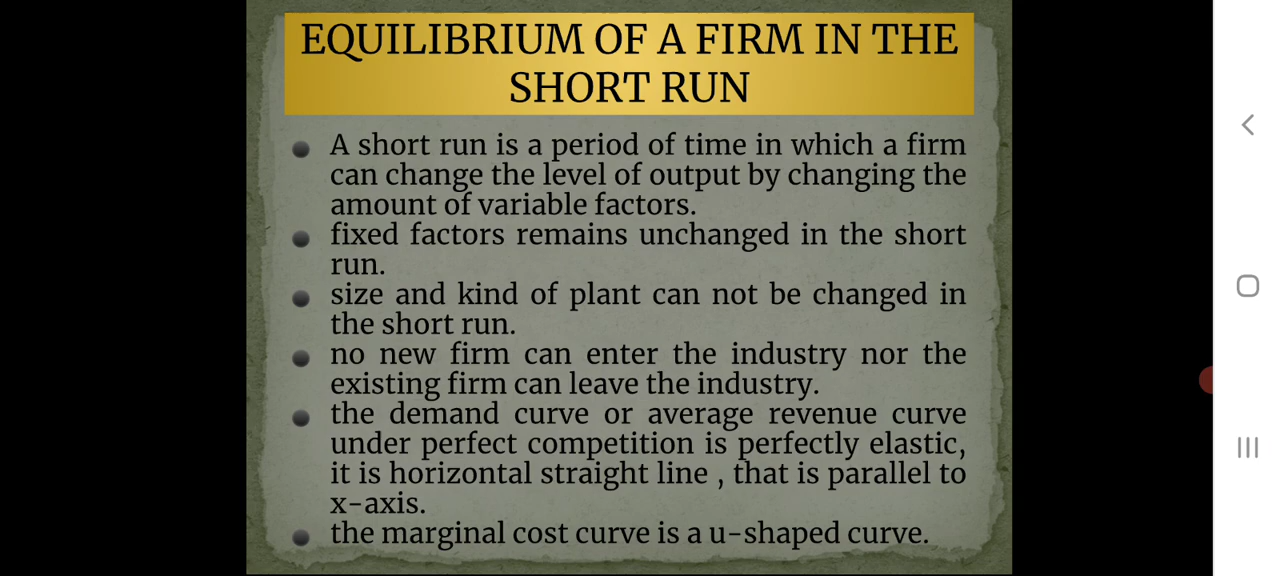 EQUILIBRIUM OF A FIRM IN THE
SHORT RUN
A short run is a period of time in which a firm
can change the level of output by changing the
amount of variable factors.
fixed factors remains unchanged in the short
run.
size and kind of plant can not be changed in
the short run.
no new firm can enter the industry nor the
existing firm can leave the industry.
the demand curve or average revenue curve
under perfect competition is perfectly elastic,
it is horizontal straight line , that is parallel to
x-axis.
the marginal cost curve is a u-shaped curve.